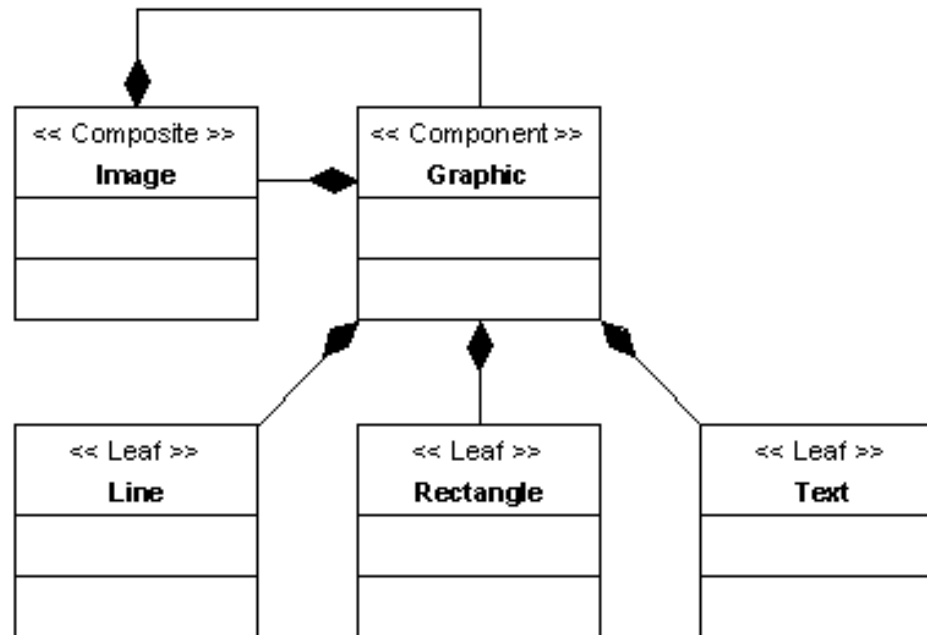 << Composite >>
Image
<< Component >>
Graphic
<< Leaf >>
Line
<< Leaf >>
Rectangle
<< Leaf >>
Text